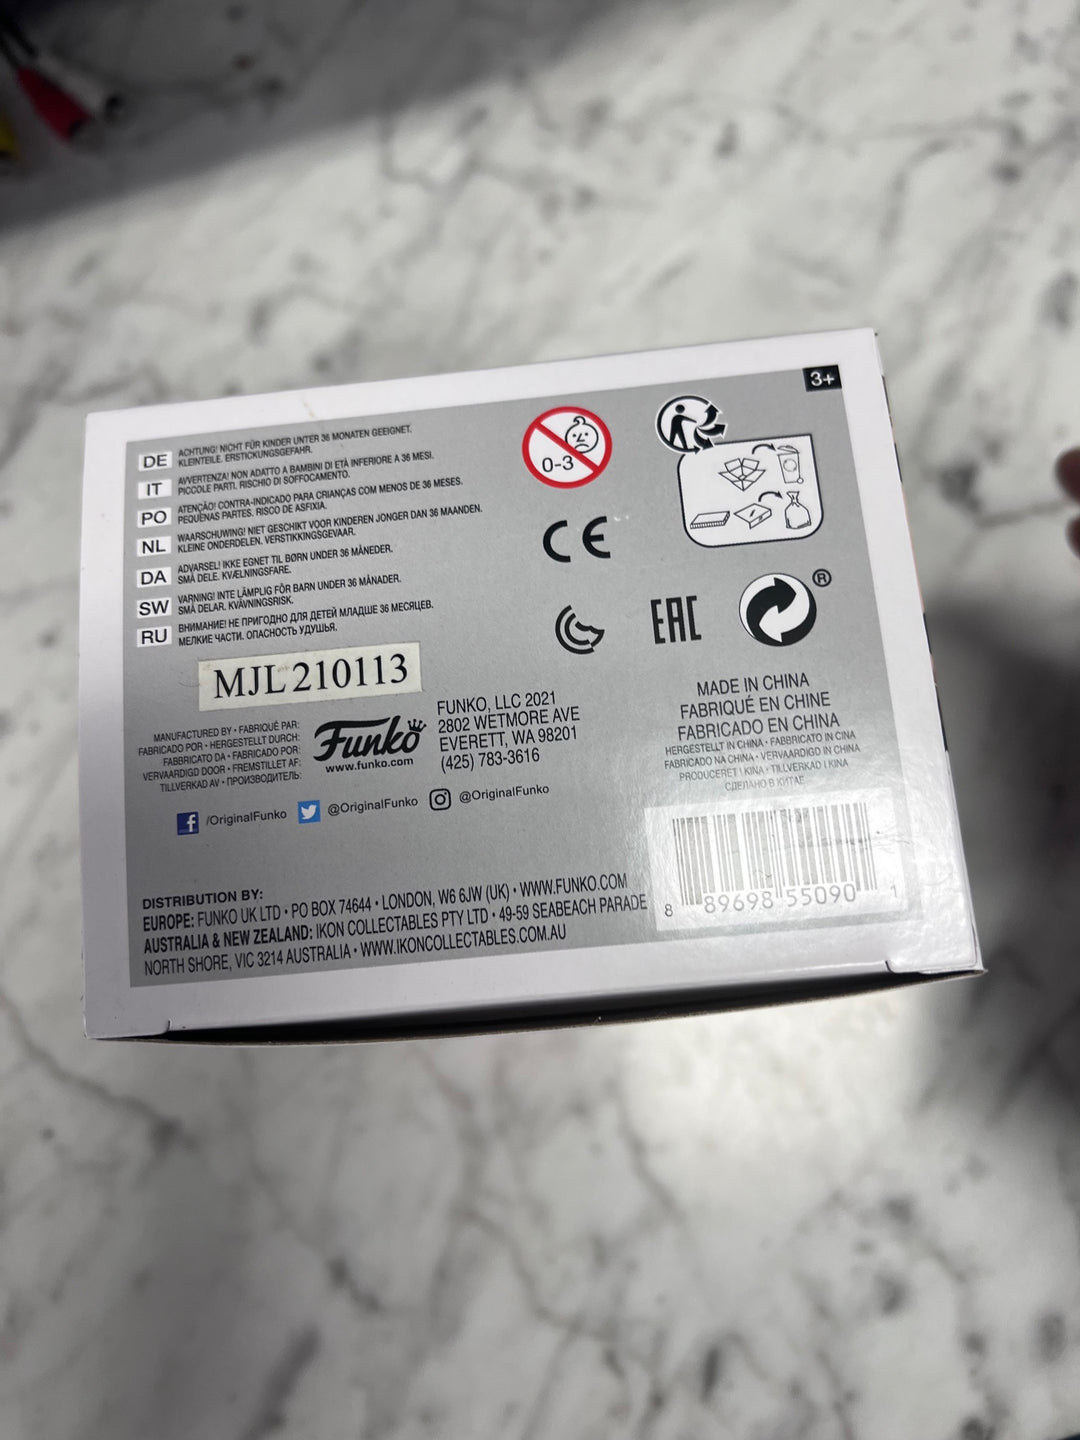 3+
DE ACHTUNG! NICHT FÜR KINDER UNTER 36 MONATEN GEEIGNET.
KLEINTEILE. ERSTICKUNGSGEFAHR.
IT AVVERTENZA! NON ADATTO A BAMBINI DI ETÀ INFERIORE A 36 MESI.
PICCOLE PARTI. RISCHIO DI SOFFOCAMENTO.
PO ATENÇÃO! CONTRA-INDICADO PARA CRIANÇAS COM MENOS DE 36 MESES.
PEQUENAS PARTES. RISCO DE ASFIXIA.
NL WAARSCHUWING! NIET GESCHIKT VOOR KINDEREN JONGER DAN 36 MAANDEN.
KLEINE ONDERDELEN. VERSTIKKINGSGEVAAR.
DA ADVARSEL! IKKE EGNET TIL BØRN UNDER 36 MÅNEDER.
SMÅ DELE. KVÆLNINGSFARE.
SW VARNING! INTE LÄMPLIG FÖR BARN UNDER 36 MÅNADER.
SMÅ DELAR. KVÄVNINGSRISK.
RU ВНИМАНИЕ! НЕ ПРИГОДНО ДЛЯ ДЕТЕЙ МЛАДШЕ 36 МЕСЯЦЕВ.
МЕЛКИЕ ЧАСТИ. ОПАСНОСТЬ УДУШЬЯ.
0-3
CE
EAC
®
MJL 210113
MANUFACTURED BY • FABRIQUÉ PAR:
FABRICADO POR • HERGESTELLT DURCH:
FABBRICATO DA • FABRICADO POR:
VERVAARDIGD DOOR • FREMSTILLET AF:
TILLVERKAD AV • ПРОИЗВОДИТЕЛЬ:
Funko
www.funko.com
FUNKO, LLC 2021
2802 WETMORE AVE
EVERETT, WA 98201
(425) 783-3616
MADE IN CHINA
FABRIQUÉ EN CHINE
FABRICADO EN CHINA
HERGESTELLT IN CHINA • FABBRICATO IN CINA
FABRICADO NA CHINA • VERVAARDIGD IN CHINA
PRODUCERET I KINA • TILLVERKAD I KINA
СДЕЛАНО В КИТАЕ
/OriginalFunko @OriginalFunko @OriginalFunko
DISTRIBUTION BY:
EUROPE: FUNKO UK LTD • PO BOX 74644 • LONDON, W6 6JW (UK) • WWW.FUNKO.COM
AUSTRALIA & NEW ZEALAND: IKON COLLECTABLES PTY LTD • 49-59 SEABEACH PARADE
NORTH SHORE, VIC 3214 AUSTRALIA • WWW.IKONCOLLECTABLES.COM.AU
8 89698 55090 1